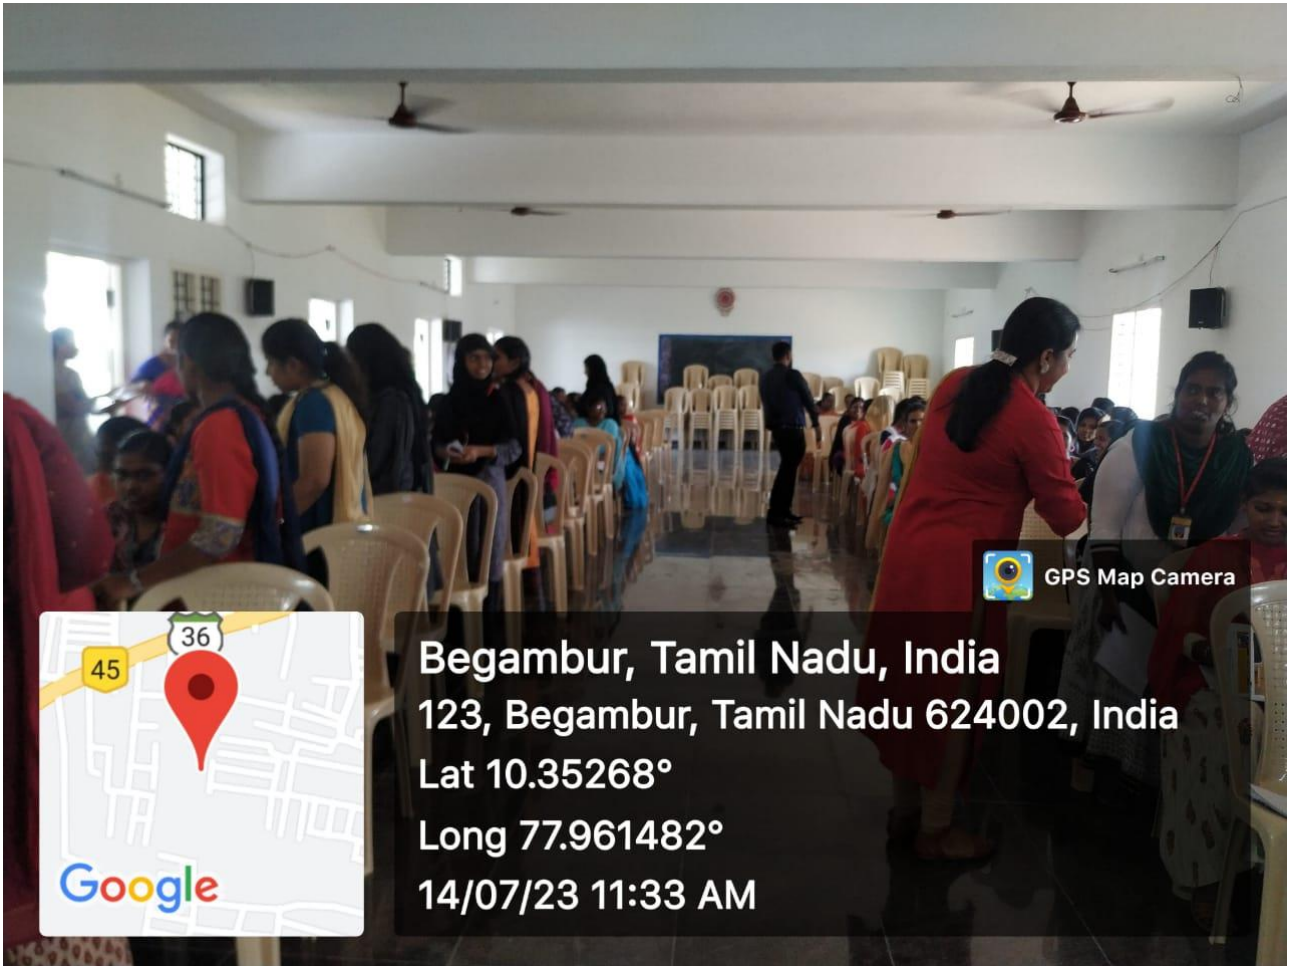 GPS Map Camera
36
45
Google
Begambur, Tamil Nadu, India
123, Begambur, Tamil Nadu 624002, India
Lat 10.35268°
Long 77.961482°
14/07/23 11:33 AM